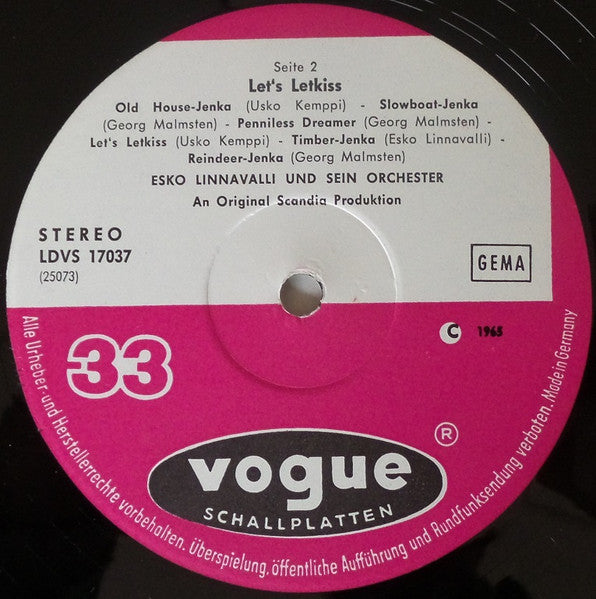 Seite 2
Let's Letkiss
Old House-Jenka (Usko Kemppi) - Slowboat-Jenka
(Georg Malmsten) - Penniless Dreamer (Georg Malmsten) -
Let's Letkiss (Usko Kemppi) - Timber-Jenka (Esko Linnavalli) -
Reindeer-Jenka (Georg Malmsten)
ESKO LINNAVALLI UND SEIN ORCHESTER
An Original Scandia Produktion
STEREO
LDVS 17037
(25073)
GEMA
33
C 1965
vogue ®
SCHALLPLATTEN
Alle Urheber- und Herstellerrechte vorbehalten. Überspielung, öffentliche Aufführung und Rundfunksendung verboten. Made in Germany